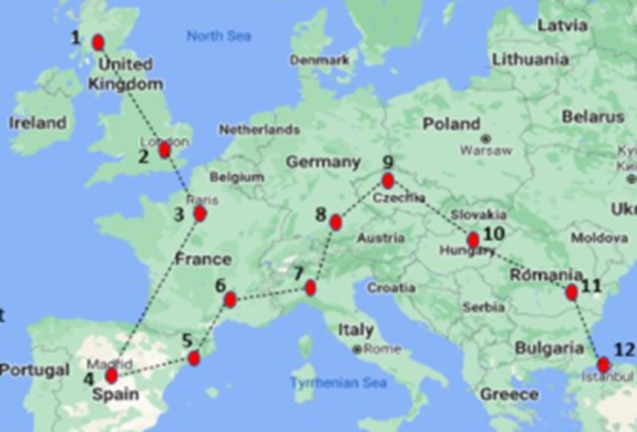 Latvia
North Sea
1
Denmark
Lithuania
United
Kingdom
Ireland
Netherlands
Poland
Belarus
London
2
Warsaw
Germany
9
Belgium
Czechia
Paris
3
8
Slovakia
Uk
Austria
10
Hungary
Moldova
France
7
Romania
11
6
Croatia
Serbia
t
5
Italy
Rome
Bulgaria
12
Portugal
Madrid
4
Istanbul
Spain
Tyrrhenian Sea
Greece